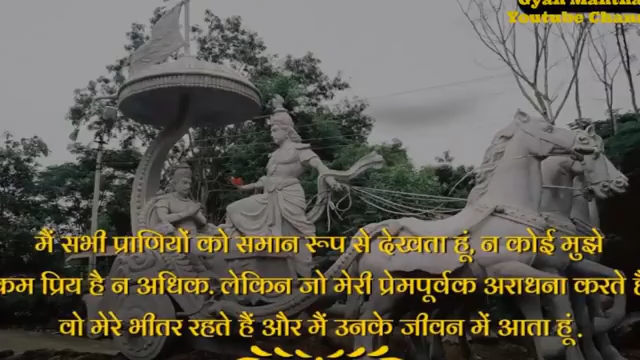 Gyan Mantha
Youtube Chan
मैं सभी प्राणियों को समान रूप से देखता हूं, न कोई मुझे
कम प्रिय है न अधिक, लेकिन जो मेरी प्रेमपूर्वक अराधना करते है
वो मेरे भीतर रहते हैं और मैं उनके जीवन में आता हूं.